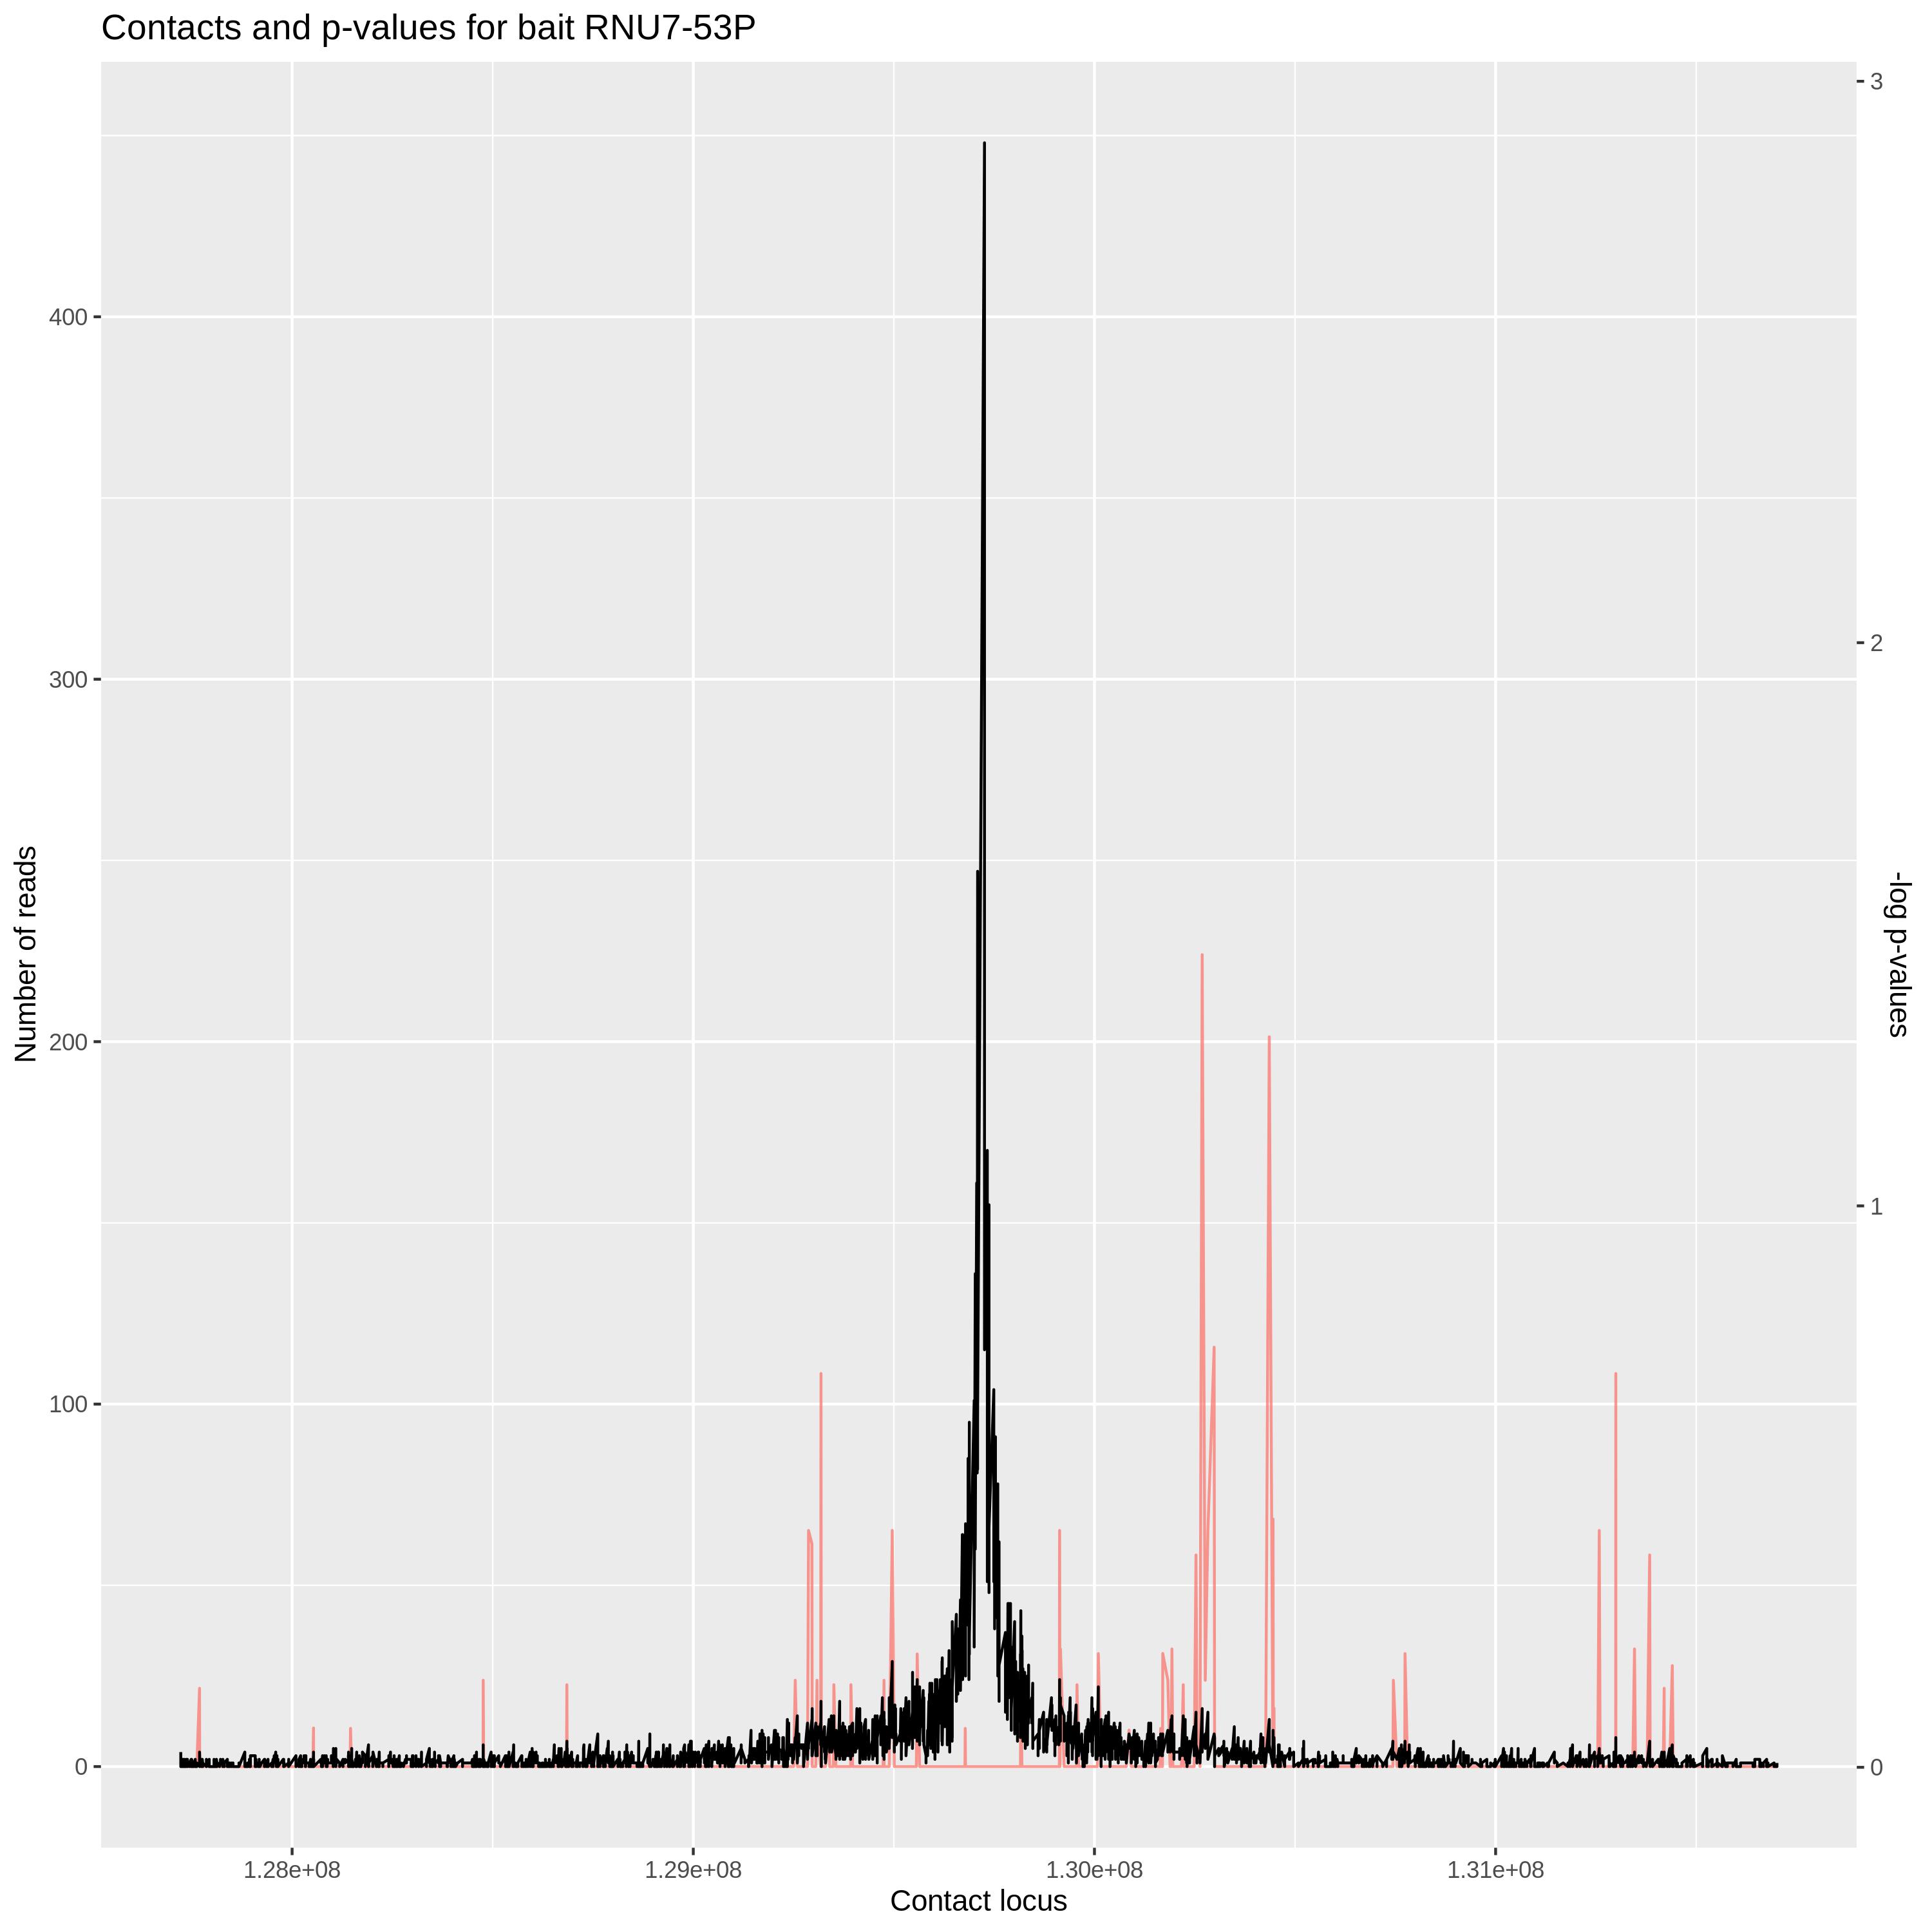 Contacts and p-values for bait RNU7-53P
3
400
2
300
Number of reads
-log p-values
200
1
100
0
0
1.28e+08
1.29e+08
1.30e+08
1.31e+08
Contact locus